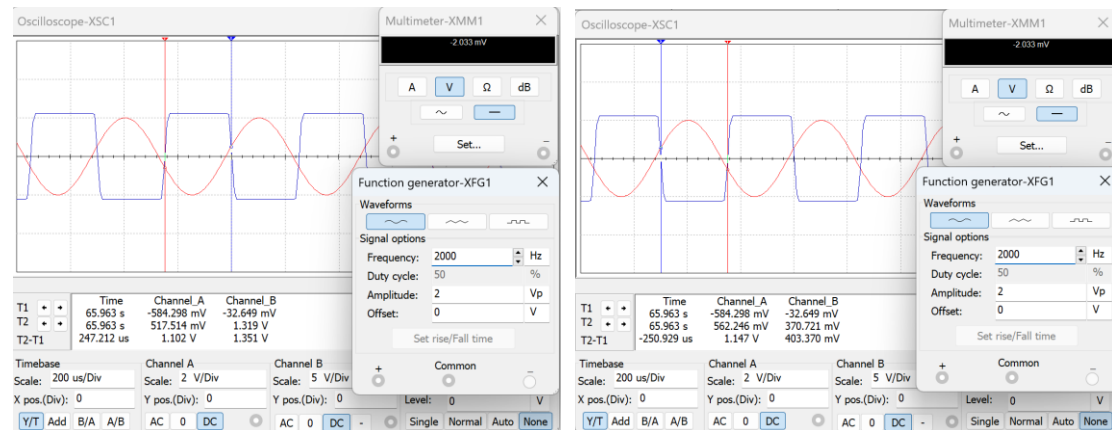 Oscilloscope-XSC1
1
2
T1
T2
T2-T1
Time Channel_A Channel_B
65.963 s -584.298 mV -32.649 mV
65.963 s 517.514 mV 1.319 V
247.212 us 1.102 V 1.351 V
Timebase
Scale: 200 us/Div
X pos.(Div): 0
Y/T Add B/A A/B
Channel A
Scale: 2 V/Div
Y pos.(Div): 0
AC 0 DC
Channel B
Scale: 5 V/Div
Y pos.(Div): 0
AC 0 DC -
Level: 0 V
Single Normal Auto None
Multimeter-XMM1
-2.033 mV
A V Ω dB
+ Set... −
Function generator-XFG1
Waveforms
Signal options
Frequency: 2000 Hz
Duty cycle: 50 %
Amplitude: 2 Vp
Offset: 0 V
Set rise/Fall time
+ Common −
Oscilloscope-XSC1
T1
T2
T2-T1
Time Channel_A Channel_B
65.963 s -584.298 mV -32.649 mV
65.963 s 562.246 mV 370.721 mV
-250.929 us 1.147 V 403.370 mV
Timebase
Scale: 200 us/Div
X pos.(Div): 0
Y/T Add B/A A/B
Channel A
Scale: 2 V/Div
Y pos.(Div): 0
AC 0 DC
Channel B
Scale: 5 V/Div
Y pos.(Div): 0
AC 0 DC -
Level: 0 V
Single Normal Auto None
Multimeter-XMM1
-2.033 mV
A V Ω dB
+ Set... −
Function generator-XFG1
Waveforms
Signal options
Frequency: 2000 Hz
Duty cycle: 50 %
Amplitude: 2 Vp
Offset: 0 V
Set rise/Fall time
+ Common −